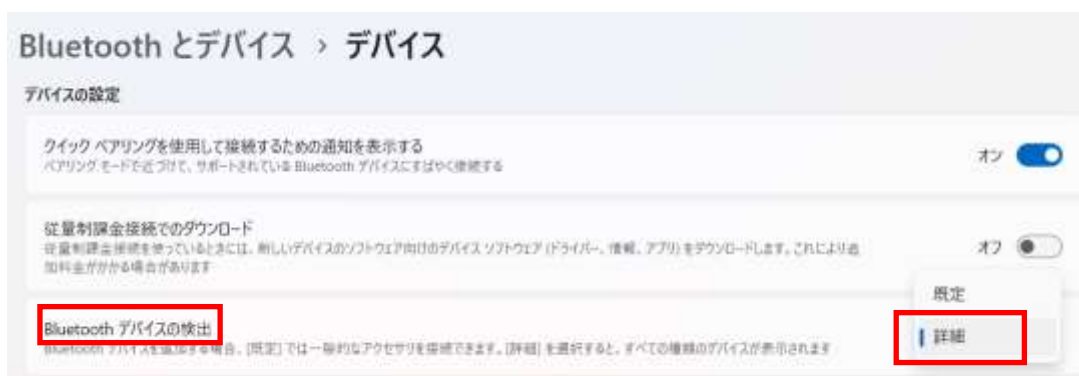 Bluetooth とデバイス › デバイス
デバイスの設定
クイック ペアリングを使用して接続するための通知を表示する
ペアリング モードで近づけて、サポートされている Bluetooth デバイスにすばやく接続する
オン
従量制課金接続でのダウンロード
従量制課金接続を使っているときには、新しいデバイスのソフトウェア向けのデバイス ソフトウェア (ドライバー、情報、アプリ) をダウンロードします。これにより追
加料金がかかる場合があります
オフ
既定
Bluetooth デバイスの検出
詳細
Bluetooth デバイスを追加する場合、[既定] では一般的なアクセサリを接続できます。[詳細] を選択すると、すべての種類のデバイスが表示されます